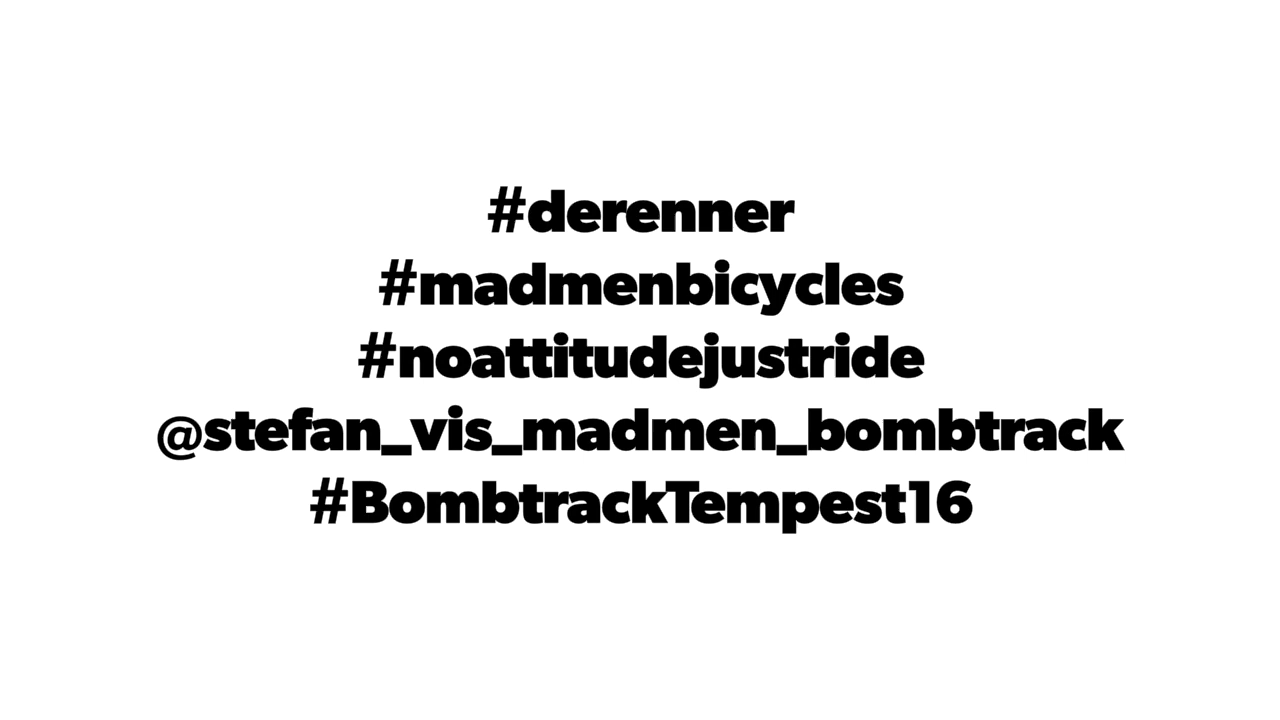 #derenner
#madmenbicycles
#noattitudejustride
@stefan_vis_madmen_bombtrack
#BombtrackTempest16